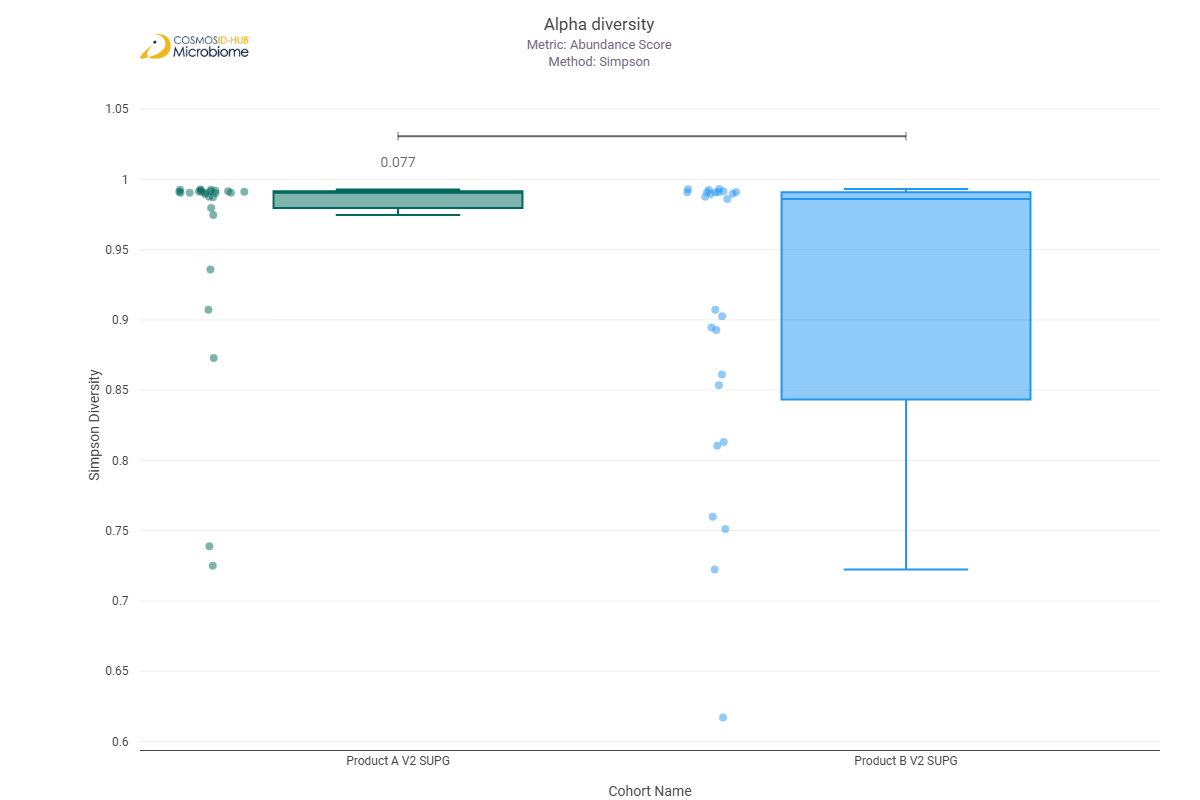 Alpha diversity
Metric: Abundance Score
Method: Simpson
COSMOSID-HUB
Microbiome
1.05
1
0.95
0.9
0.85
0.8
0.75
0.7
0.65
0.6
Simpson Diversity
0.077
Product A V2 SUPG
Product B V2 SUPG
Cohort Name